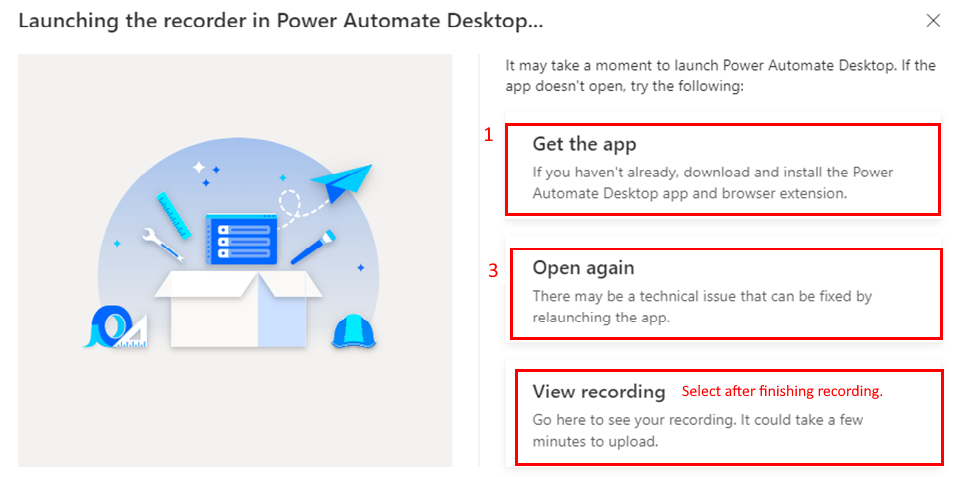 Launching the recorder in Power Automate Desktop...
It may take a moment to launch Power Automate Desktop. If the
app doesn't open, try the following:
1
Get the app
If you haven't already, download and install the Power
Automate Desktop app and browser extension.
3
Open again
There may be a technical issue that can be fixed by
relaunching the app.
View recording Select after finishing recording.
Go here to see your recording. It could take a few
minutes to upload.